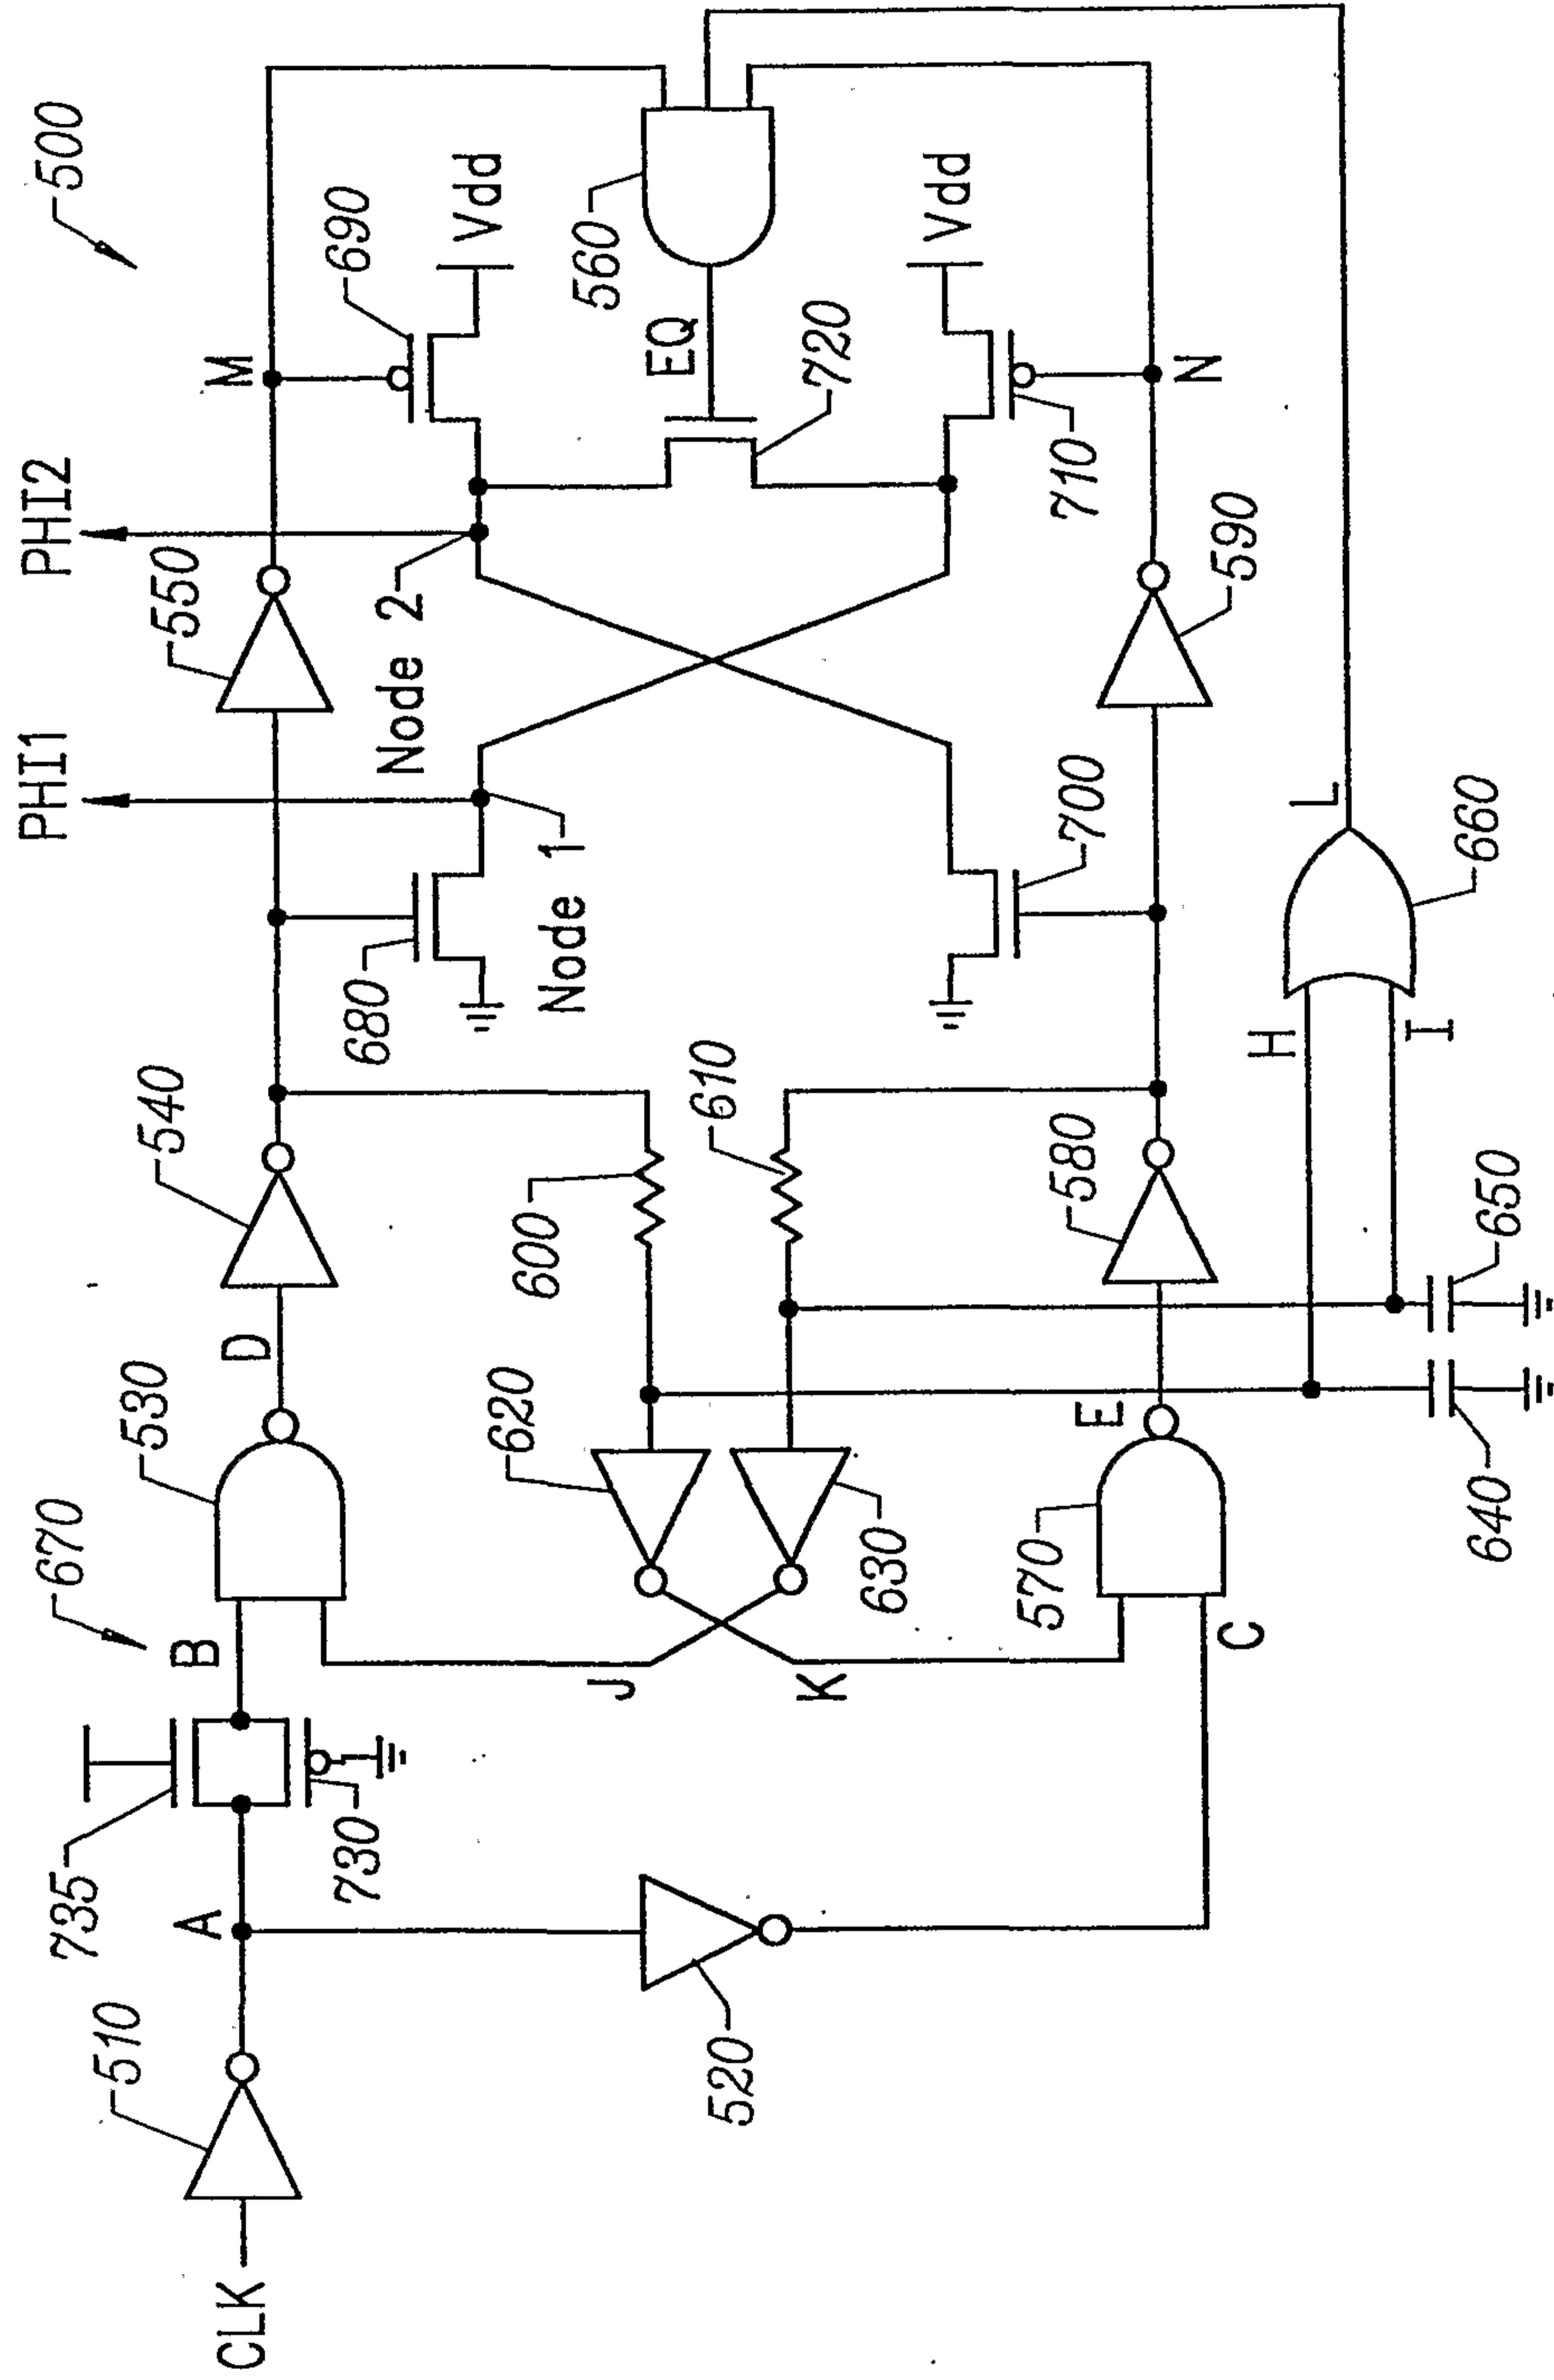 500
PHI2
PHI1
670
735
510
CLK
A
B
530
D
540
550
M
690
Vdd
560
EQ
720
Node 2
Node 1
680
600
610
620
630
J
K
730
520
C
570
E
580
700
590
710
N
Vdd
H
I
L
660
640
650